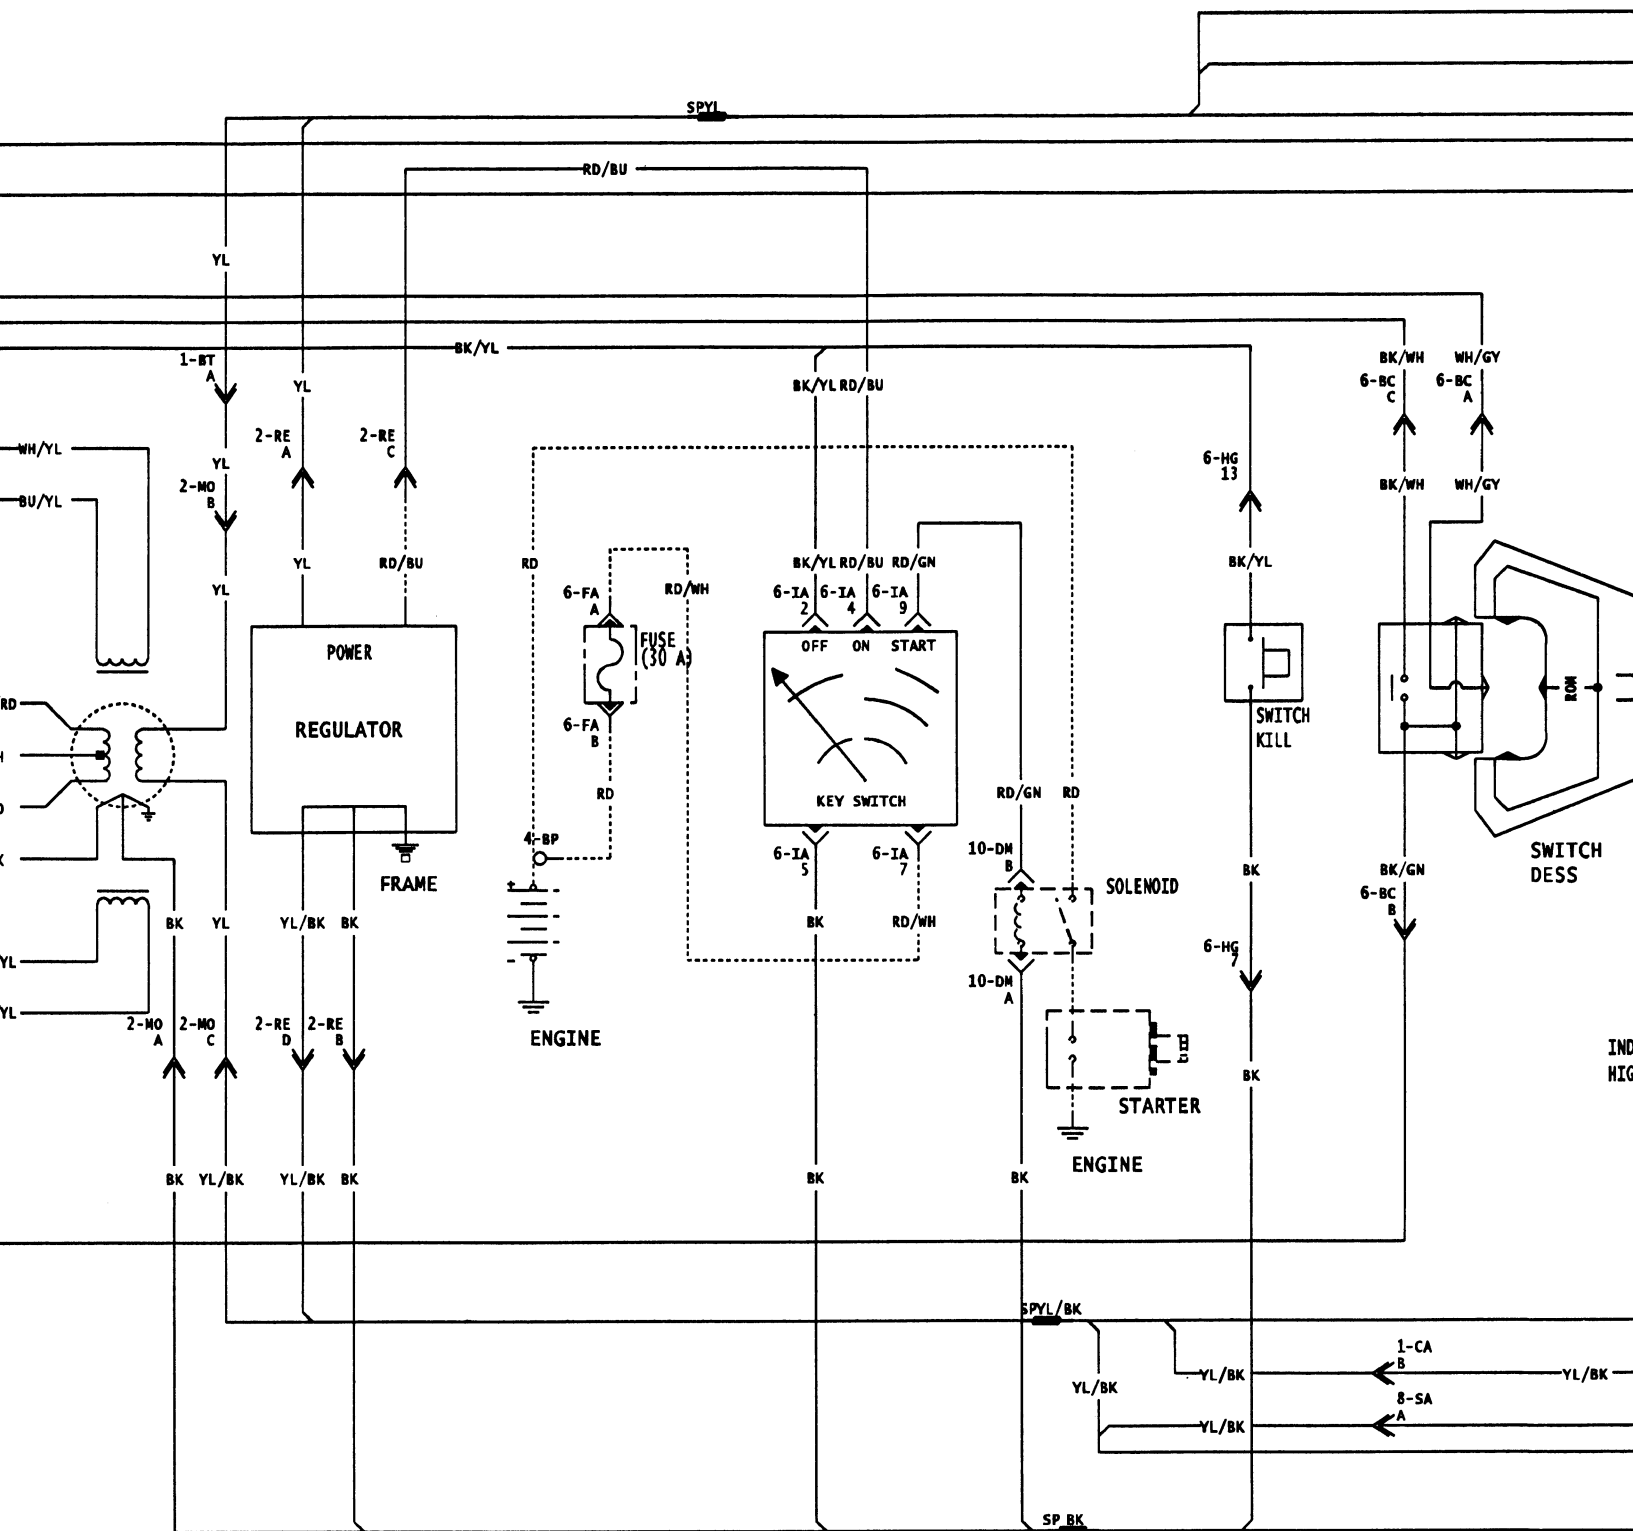 SPYL
RD/BU
YL
BK/YL
1-BT
A
YL
BK/YL RD/BU
BK/WH WH/GY
6-BC 6-BC
C A
WH/YL
2-RE
A
2-RE
C
YL
2-MO
B
6-HG
13
BK/WH WH/GY
BU/YL
YL
YL
RD/BU
RD
6-FA
A
RD/WH
BK/YL RD/BU RD/GN
6-IA 6-IA 6-IA
2 4 9
BK/YL
POWER
REGULATOR
FUSE
(30 A)
OFF ON START
KEY SWITCH
SWITCH
KILL
ROM
RD
6-FA
B
RD
RD/GN RD
4-BP
6-IA
5
6-IA
7
10-DM
B
SOLENOID
SWITCH
DESS
FRAME
BK
BK/GN
6-BC
B
BK YL YL/BK BK
+
-
BK
RD/WH
6-HG
7
YL
YL
10-DM
A
2-MO
A
2-MO
C
2-RE
D
2-RE
B
ENGINE
IND
HIG
BK
STARTER
ENGINE
BK YL/BK YL/BK BK
BK
BK
SPYL/BK
1-CA
B
YL/BK
YL/BK
YL/BK
8-SA
A
YL/BK
SP BK